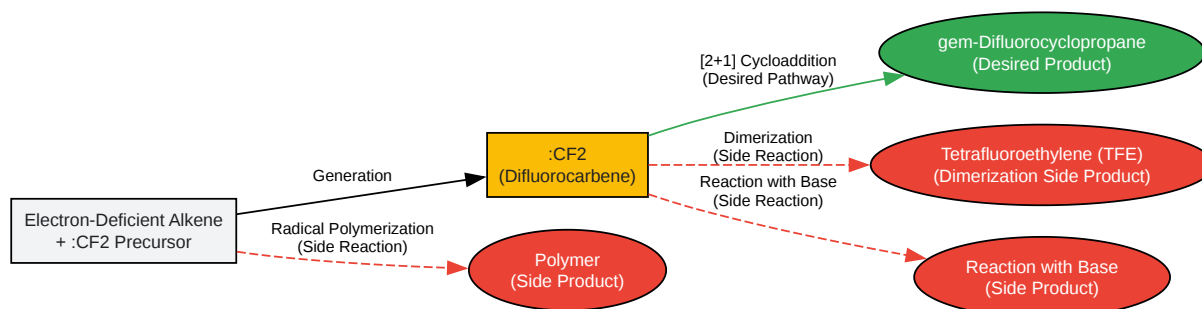 gem-Difluorocyclopropane
(Desired Product)
[2+1] Cycloaddition
(Desired Pathway)
Dimerization
(Side Reaction)
Tetrafluoroethylene (TFE)
(Dimerization Side Product)
:CF2
(Difluorocarbene)
Generation
Reaction with Base
(Side Reaction)
Electron-Deficient Alkene
+ :CF2 Precursor
Radical Polymerization
(Side Reaction)
Polymer
(Side Product)
Reaction with Base
(Side Product)